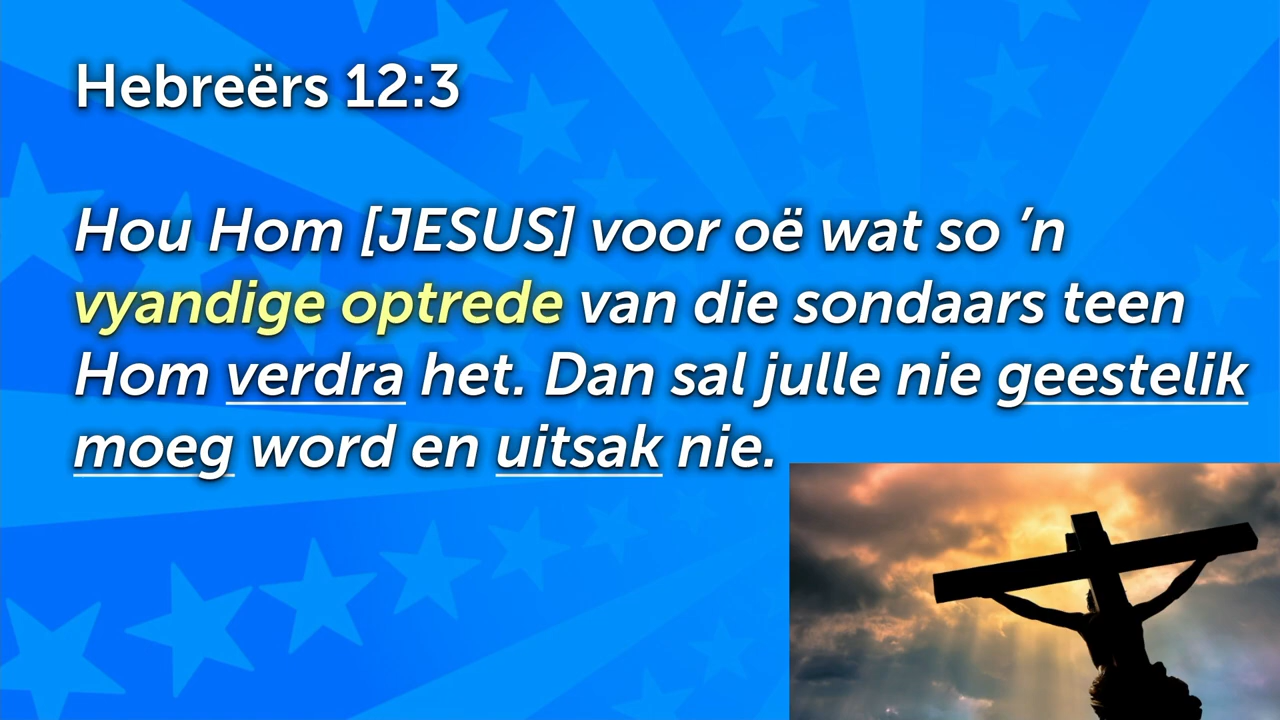 Hebreërs 12:3
Hou Hom [JESUS] voor oë wat so ’n
vyandige optrede van die sondaars teen
Hom verdra het. Dan sal julle nie geestelik
moeg word en uitsak nie.